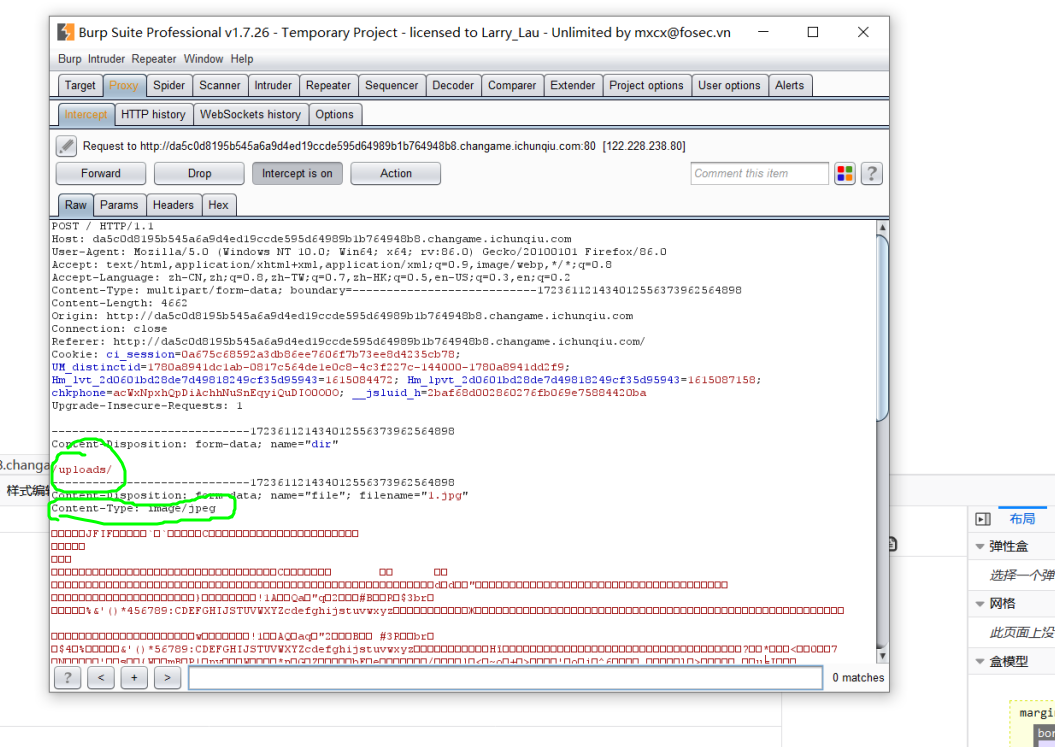 Burp Suite Professional v1.7.26 - Temporary Project - licensed to Larry_Lau - Unlimited by mxcx@fosec.vn
Burp Intruder Repeater Window Help
Target Proxy Spider Scanner Intruder Repeater Sequencer Decoder Comparer Extender Project options User options Alerts
Intercept HTTP history WebSockets history Options
Request to http://da5c0d8195b545a6a9d4ed19ccde595d64989b1b764948b8.changame.ichunqiu.com:80 [122.228.238.80]
Forward Drop Intercept is on Action Comment this item ?
Raw Params Headers Hex
POST / HTTP/1.1
Host: da5c0d8195b545a6a9d4ed19ccde595d64989b1b764948b8.changame.ichunqiu.com
User-Agent: Mozilla/5.0 (Windows NT 10.0; Win64; x64; rv:86.0) Gecko/20100101 Firefox/86.0
Accept: text/html,application/xhtml+xml,application/xml;q=0.9,image/webp,*/*;q=0.8
Accept-Language: zh-CN,zh;q=0.8,zh-TW;q=0.7,zh-HK;q=0.5,en-US;q=0.3,en;q=0.2
Content-Type: multipart/form-data; boundary=---------------------------172361121434012556373962564898
Content-Length: 4662
Origin: http://da5c0d8195b545a6a9d4ed19ccde595d64989b1b764948b8.changame.ichunqiu.com
Connection: close
Referer: http://da5c0d8195b545a6a9d4ed19ccde595d64989b1b764948b8.changame.ichunqiu.com/
Cookie: ci_session=0a675c68592a3db86ee7606f7b73ee8d4235cb78;
UM_distinctid=1780a8941dc1ab-0817c564de1e0c8-4c3f227c-144000-1780a8941dd2f9;
Hm_lvt_2d0601bd28de7d49818249cf35d95943=1615084472; Hm_lpvt_2d0601bd28de7d49818249cf35d95943=1615087158;
chkphone=acWxNpxhQpDiAchhNuSnEqyiQuDIO0O0O; __jsluid_h=2baf68d002860276fb069e75884420ba
Upgrade-Insecure-Requests: 1
-----------------------------172361121434012556373962564898
Content-Disposition: form-data; name="dir"
/uploads/
-----------------------------172361121434012556373962564898
Content-Disposition: form-data; name="file"; filename="1.jpg"
Content-Type: image/jpeg
JFIF
? < + > 0 matches
3.changa
样式编辑
布局
弹性盒
选择一个弹
网格
此页面上没
盒模型
margi
bor